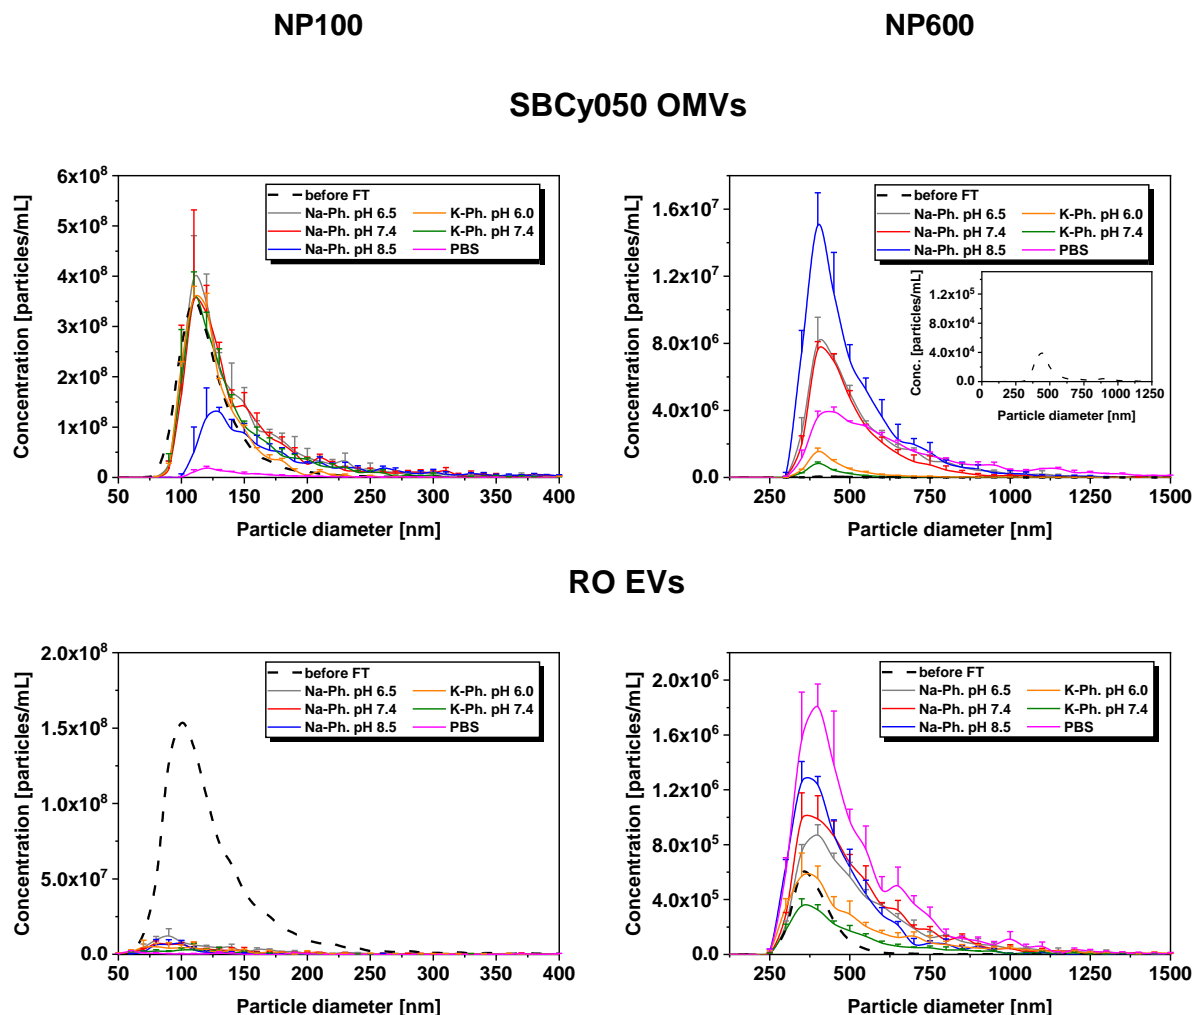 NP100
NP600
SBCy050 OMVs
Concentration [particles/mL]
6x10⁸
5x10⁸
4x10⁸
3x10⁸
2x10⁸
1x10⁸
0
before FT
Na-Ph. pH 6.5
K-Ph. pH 6.0
Na-Ph. pH 7.4
K-Ph. pH 7.4
Na-Ph. pH 8.5
PBS
50 100 150 200 250 300 350 400
Particle diameter [nm]
Concentration [particles/mL]
1.6x10⁷
1.2x10⁷
8.0x10⁶
4.0x10⁶
0.0
before FT
Na-Ph. pH 6.5
K-Ph. pH 6.0
Na-Ph. pH 7.4
K-Ph. pH 7.4
Na-Ph. pH 8.5
PBS
Conc. [particles/mL]
1.2x10⁵
8.0x10⁴
4.0x10⁴
0.0
0 250 500 750 1000 1250
Particle diameter [nm]
250 500 750 1000 1250 1500
Particle diameter [nm]
RO EVs
Concentration [particles/mL]
2.0x10⁸
1.5x10⁸
1.0x10⁸
5.0x10⁷
0.0
before FT
Na-Ph. pH 6.5
K-Ph. pH 6.0
Na-Ph. pH 7.4
K-Ph. pH 7.4
Na-Ph. pH 8.5
PBS
50 100 150 200 250 300 350 400
Particle diameter [nm]
Concentration [particles/mL]
2.0x10⁶
1.6x10⁶
1.2x10⁶
8.0x10⁵
4.0x10⁵
0.0
before FT
Na-Ph. pH 6.5
K-Ph. pH 6.0
Na-Ph. pH 7.4
K-Ph. pH 7.4
Na-Ph. pH 8.5
PBS
250 500 750 1000 1250 1500
Particle diameter [nm]